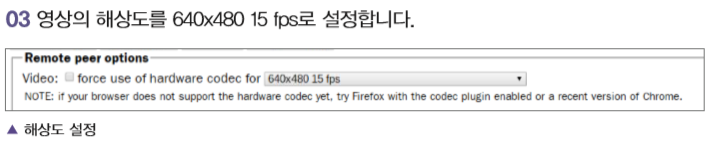 03 영상의 해상도를 640x480 15 fps로 설정합니다.
Remote peer options
Video: force use of hardware codec for 640x480 15 fps
NOTE: if your browser does not support the hardware codec yet, try Firefox with the codec plugin enabled or a recent version of Chrome.
▲ 해상도 설정